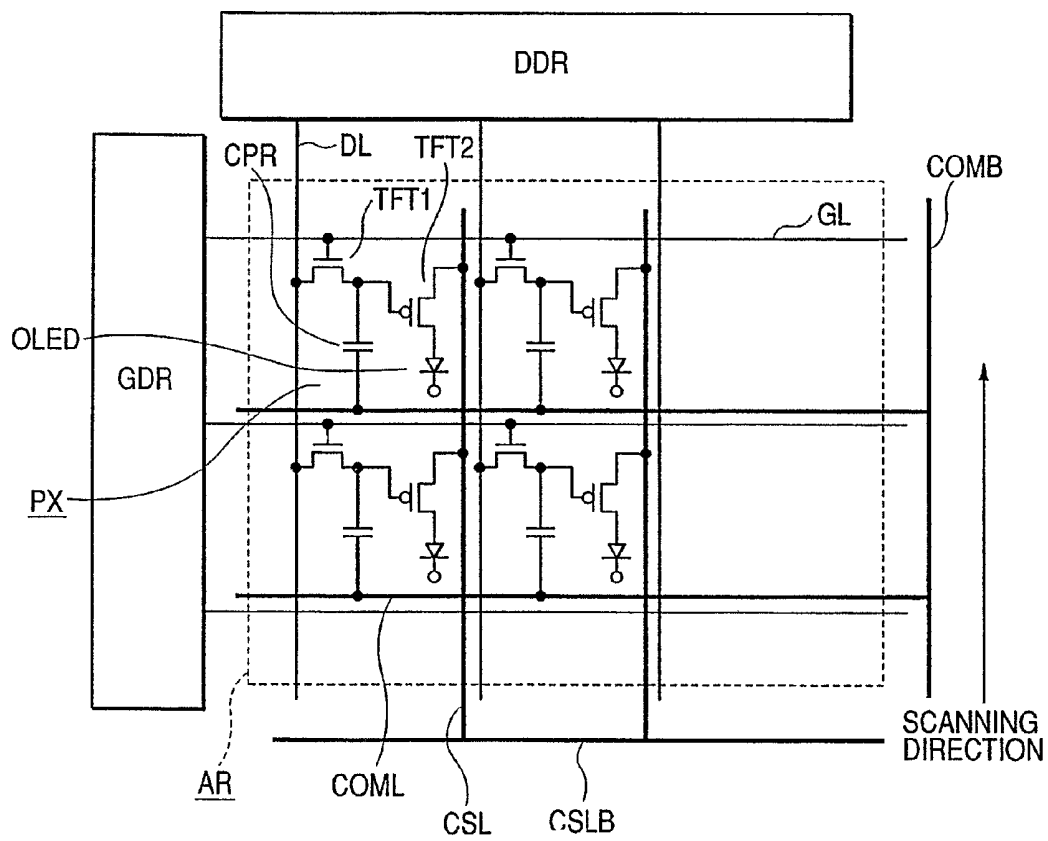 DDR
DL
TFT2
CPR
COMB
TFT1
GL
OLED
GDR
PX
SCANNING
DIRECTION
AR
COML
CSL
CSLB